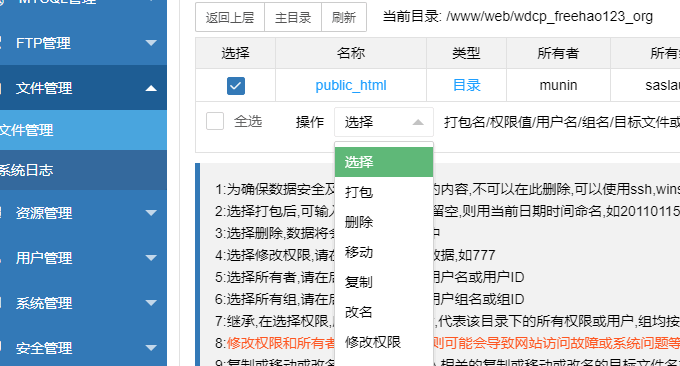 MYSQL管理
FTP管理
文件管理
文件管理
系统日志
资源管理
用户管理
系统管理
安全管理
返回上层 主目录 刷新 当前目录: /www/web/wdcp_freehao123_org
选择 名称 类型 所有者 所有
public_html 目录 munin saslau
全选 操作 选择 打包名/权限值/用户名/组名/目标文件或
选择
打包
删除
移动
复制
改名
修改权限
1:为确保数据安全及 的内容,不可以在此删除,可以使用ssh,wins
2:选择打包后,可输 留空,则用当前日期时间命名,如20110115
3:选择删除,数据将会 中
4:选择修改权限,请在 数据,如777
5:选择所有者,请在后 用户名或用户ID
6:选择所有组,请在后 用户组名或组ID
7:继承,在选择权限, ,代表该目录下的所有权限或用户,组均按
8:修改权限和所有者 则可能会导致网站访问故障或系统问题等
9:复制或移动或改名 相关的复制或移动或改名的目标文件名